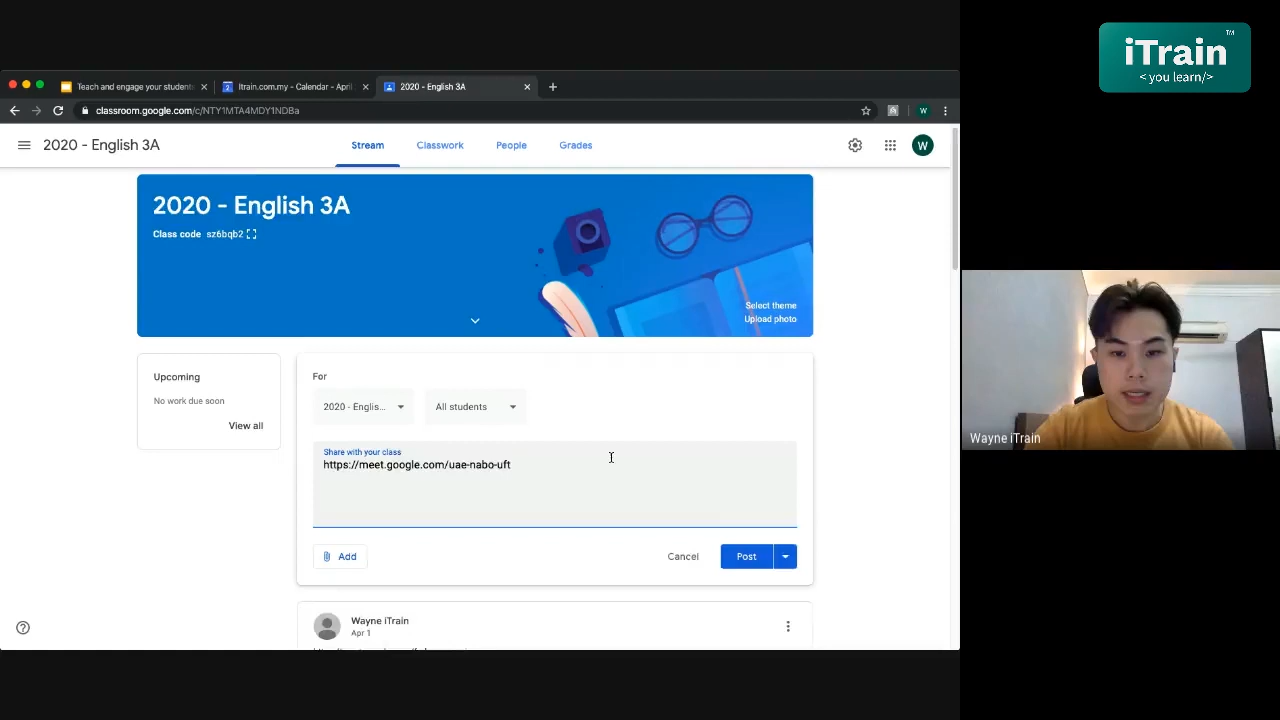 iTrain™
< you learn/>
Teach and engage your students
Itrain.com.my - Calendar - April
2020 - English 3A
classroom.google.com/c/NTY1MTA4MDY1NDBa
W
2020 - English 3A
Stream
Classwork
People
Grades
W
2020 - English 3A
Class code sz6bqb2
Select theme
Upload photo
Upcoming
No work due soon
View all
For
2020 - Englis...
All students
Share with your class
https://meet.google.com/uae-nabo-uft
Add
Cancel
Post
Wayne iTrain
Apr 1
Wayne iTrain